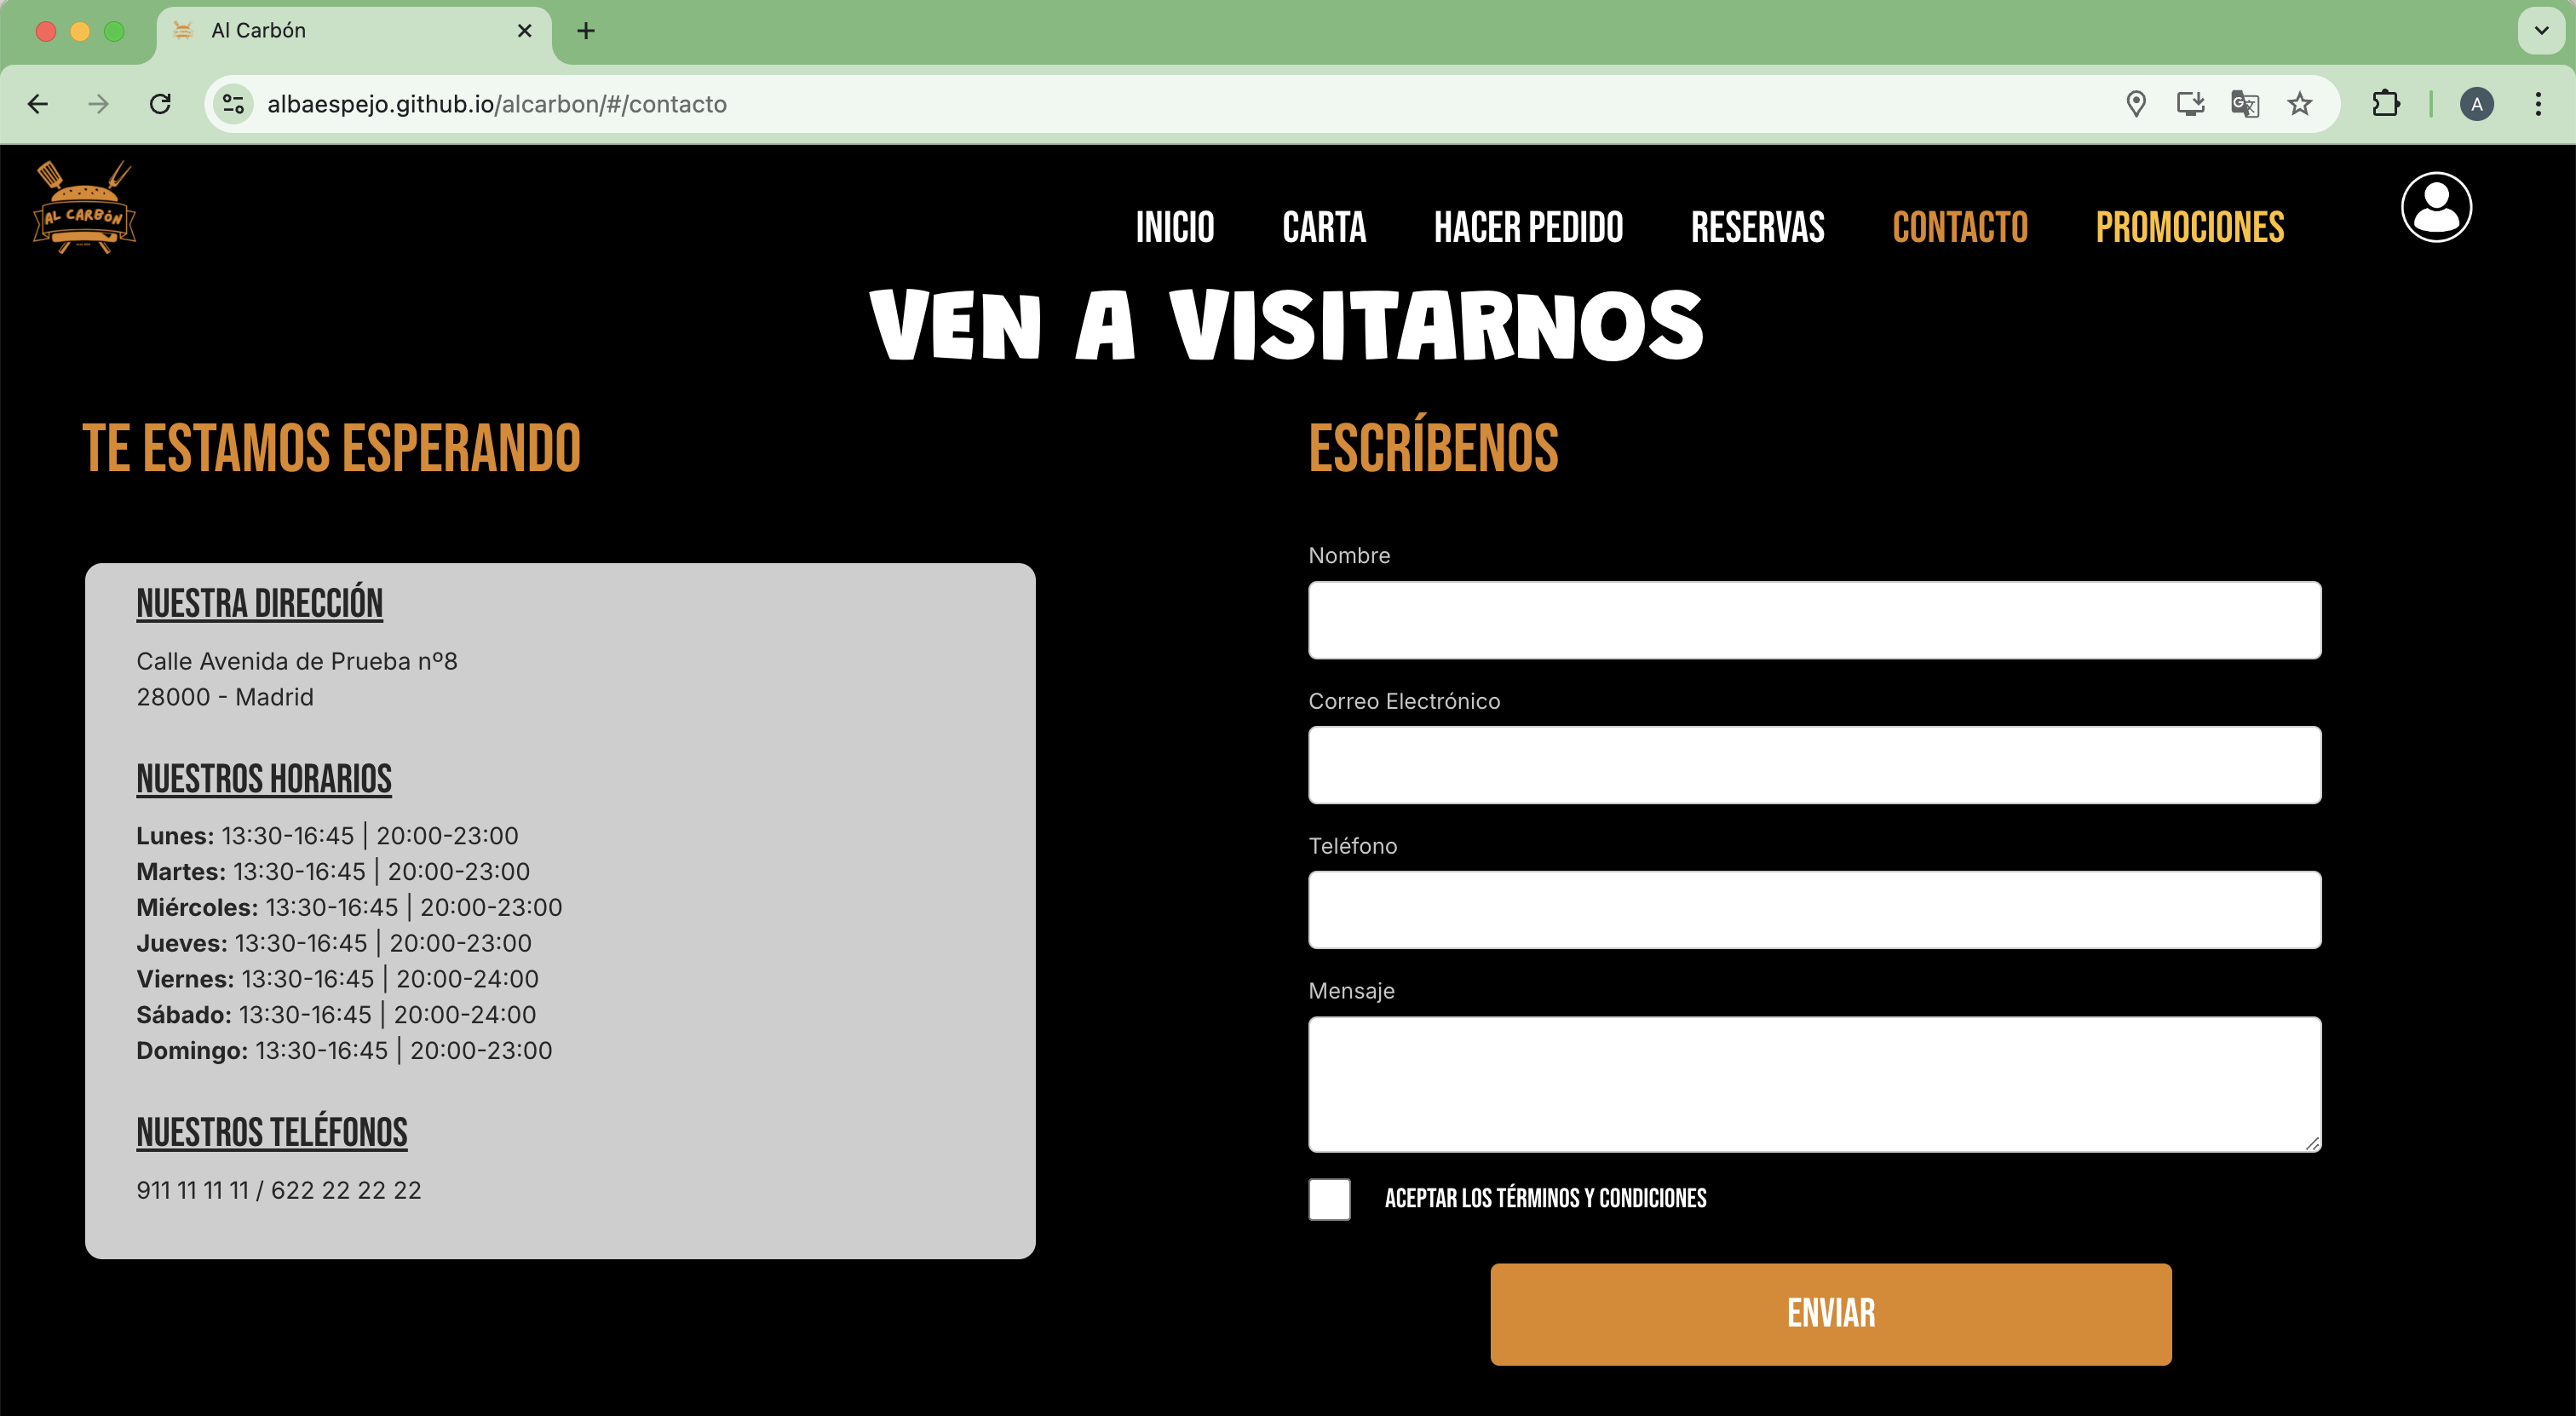 Al Carbón
albaespejo.github.io/alcarbon/#/contacto
A
AL CARBÓN
INICIO CARTA HACER PEDIDO RESERVAS CONTACTO PROMOCIONES
VEN A VISITARNOS
TE ESTAMOS ESPERANDO
NUESTRA DIRECCIÓN
Calle Avenida de Prueba nº8
28000 - Madrid
NUESTROS HORARIOS
Lunes: 13:30-16:45 | 20:00-23:00
Martes: 13:30-16:45 | 20:00-23:00
Miércoles: 13:30-16:45 | 20:00-23:00
Jueves: 13:30-16:45 | 20:00-23:00
Viernes: 13:30-16:45 | 20:00-24:00
Sábado: 13:30-16:45 | 20:00-24:00
Domingo: 13:30-16:45 | 20:00-23:00
NUESTROS TELÉFONOS
911 11 11 11 / 622 22 22 22
ESCRÍBENOS
Nombre
Correo Electrónico
Teléfono
Mensaje
ACEPTAR LOS TÉRMINOS Y CONDICIONES
ENVIAR